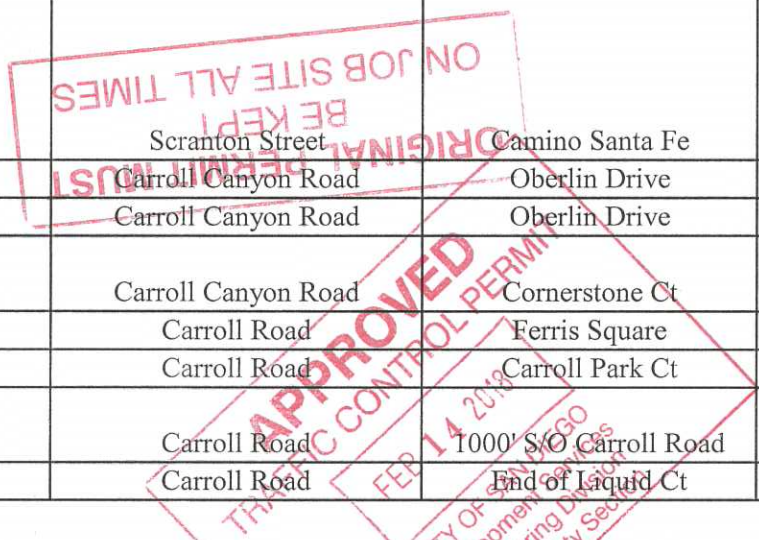 ORIGINAL PERMIT MUST
BE KEPT
ON JOB SITE ALL TIMES
Scranton Street Camino Santa Fe
Carroll Canyon Road Oberlin Drive
Carroll Canyon Road Oberlin Drive
Carroll Canyon Road Cornerstone Ct
Carroll Road Ferris Square
Carroll Road Carroll Park Ct
Carroll Road 1000' S/O Carroll Road
Carroll Road End of Liquid Ct
APPROVED
TRAFFIC CONTROL PERMIT
FEB 14 2018
OF SAN DIEGO
Services
Division
Section